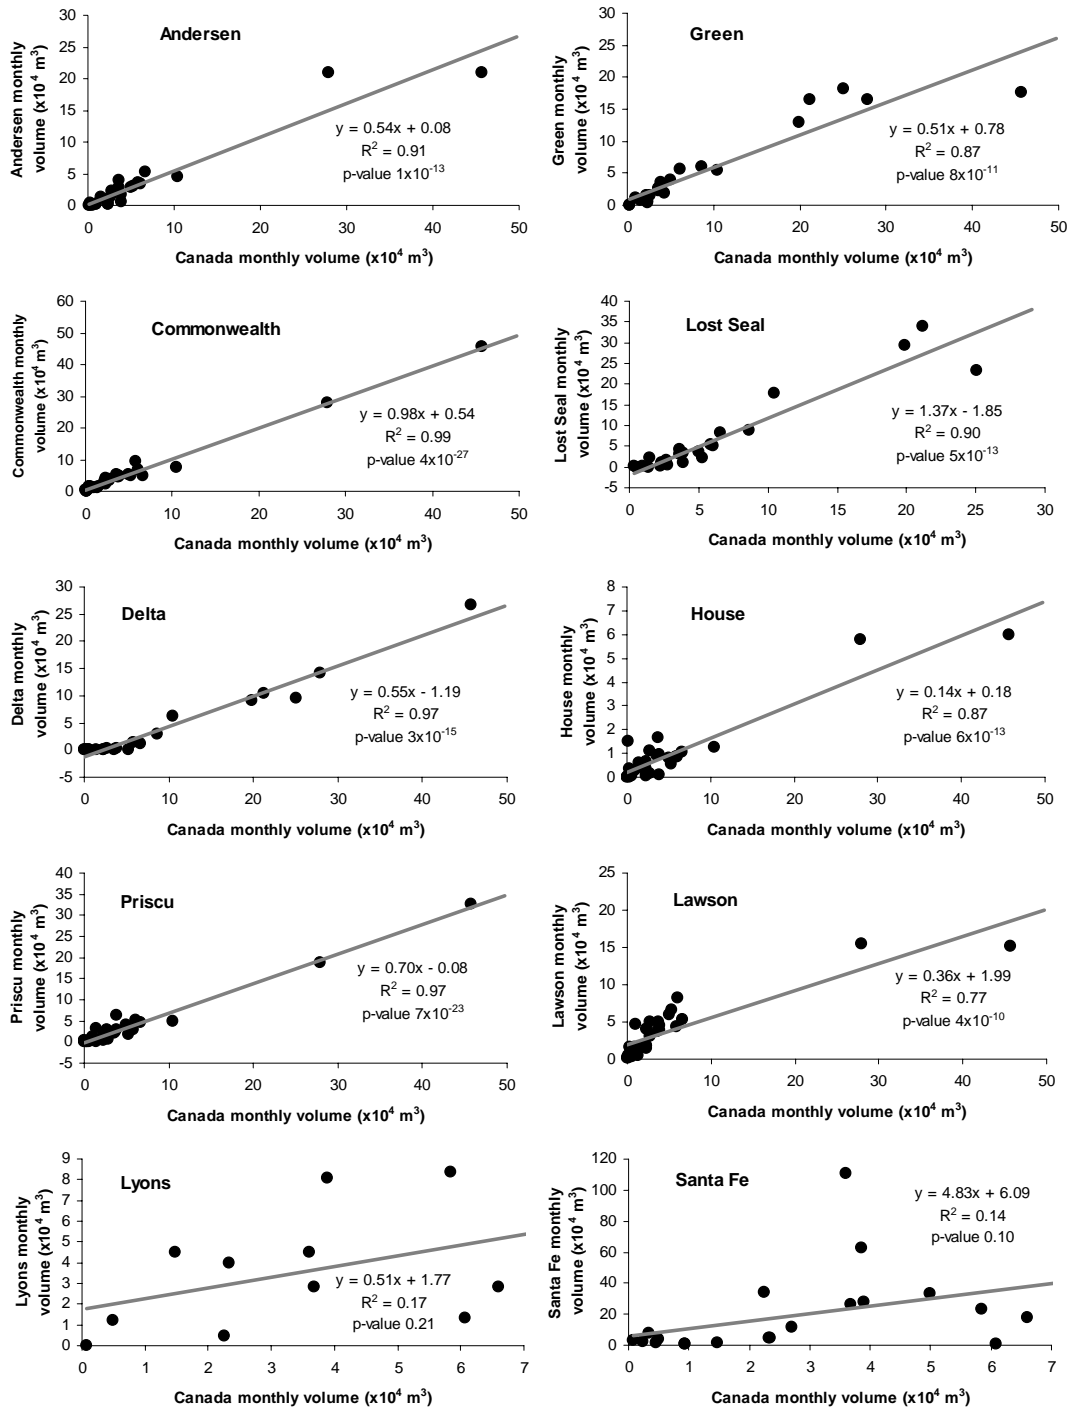 Andersen
Andersen monthly
volume (x10⁴ m³)
30
25
20
15
10
5
0
y = 0.54x + 0.08
R² = 0.91
p-value 1x10⁻¹³
0 10 20 30 40 50
Canada monthly volume (x10⁴ m³)
Green
Green monthly
volume (x10⁴ m³)
30
25
20
15
10
5
0
y = 0.51x + 0.78
R² = 0.87
p-value 8x10⁻¹¹
0 10 20 30 40 50
Canada monthly volume (x10⁴ m³)
Commonwealth
Commonwealth monthly
volume (x10⁴ m³)
60
50
40
30
20
10
0
y = 0.98x + 0.54
R² = 0.99
p-value 4x10⁻²⁷
0 10 20 30 40 50
Canada monthly volume (x10⁴ m³)
Lost Seal
Lost Seal monthly
volume (x10⁴ m³)
40
35
30
25
20
15
10
5
0
-5
y = 1.37x - 1.85
R² = 0.90
p-value 5x10⁻¹³
0 5 10 15 20 25 30
Canada monthly volume (x10⁴ m³)
Delta
Delta monthly
volume (x10⁴ m³)
30
25
20
15
10
5
0
-5
y = 0.55x - 1.19
R² = 0.97
p-value 3x10⁻¹⁵
0 10 20 30 40 50
Canada monthly volume (x10⁴ m³)
House
House monthly
volume (x10⁴ m³)
8
7
6
5
4
3
2
1
0
y = 0.14x + 0.18
R² = 0.87
p-value 6x10⁻¹³
0 10 20 30 40 50
Canada monthly volume (x10⁴ m³)
Priscu
Priscu monthly
volume (x10⁴ m³)
40
35
30
25
20
15
10
5
0
-5
y = 0.70x - 0.08
R² = 0.97
p-value 7x10⁻²³
0 10 20 30 40 50
Canada monthly volume (x10⁴ m³)
Lawson
Lawson monthly
volume (x10⁴ m³)
25
20
15
10
5
0
y = 0.36x + 1.99
R² = 0.77
p-value 4x10⁻¹⁰
0 10 20 30 40 50
Canada monthly volume (x10⁴ m³)
Lyons
Lyons monthly
volume (x10⁴ m³)
9
8
7
6
5
4
3
2
1
0
y = 0.51x + 1.77
R² = 0.17
p-value 0.21
0 1 2 3 4 5 6 7
Canada monthly volume (x10⁴ m³)
Santa Fe
Santa Fe monthly
volume (x10⁴ m³)
120
100
80
60
40
20
0
y = 4.83x + 6.09
R² = 0.14
p-value 0.10
0 1 2 3 4 5 6 7
Canada monthly volume (x10⁴ m³)